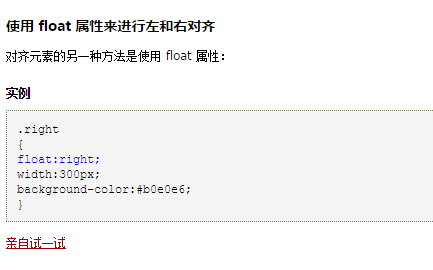 使用 float 属性来进行左和右对齐
对齐元素的另一种方法是使用 float 属性：
实例
.right
{
float:right;
width:300px;
background-color:#b0e0e6;
}
亲自试一试